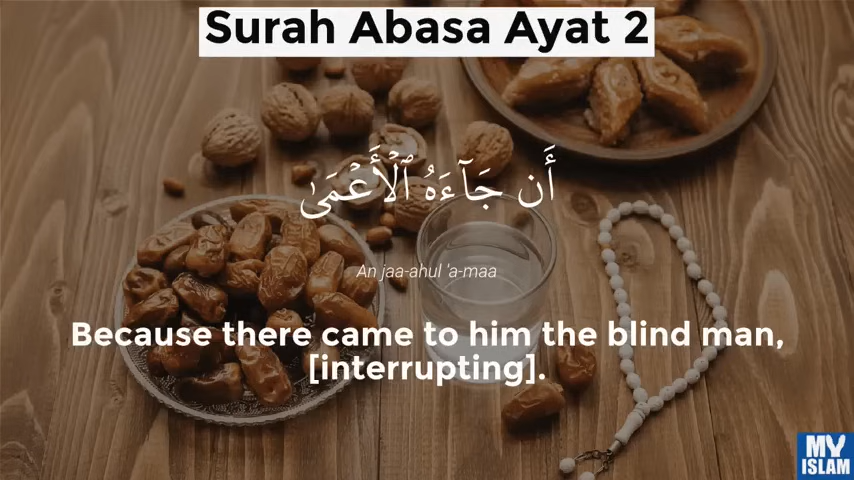 Surah Abasa Ayat 2
أَن جَآءَهُ ٱلْأَعْمَىٰ
An jaa-ahul 'a-maa
Because there came to him the blind man,
[interrupting].
MY
ISLAM